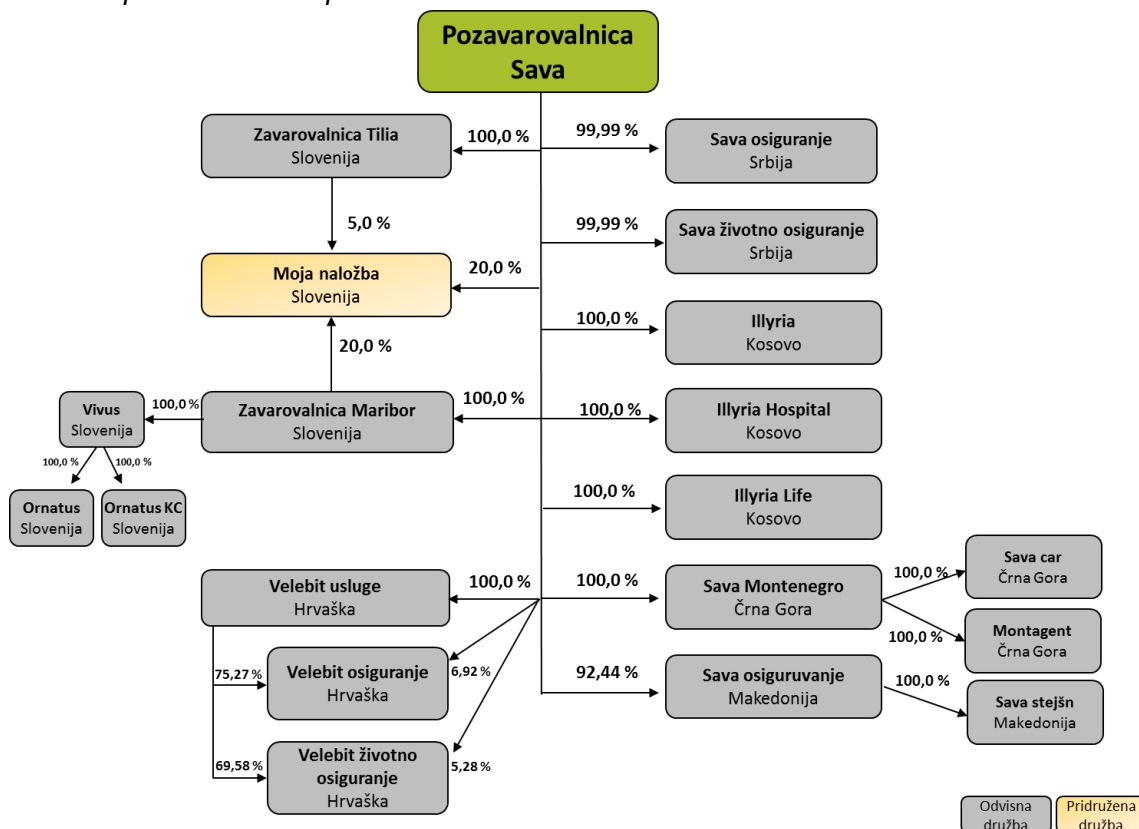 Pozavarovalnica
Sava
Zavarovalnica Tilia
Slovenija
100,0 %
99,99 %
Sava osiguranje
Srbija
5,0 %
99,99 %
Sava životno osiguranje
Srbija
Moja naložba
Slovenija
20,0 %
100,0 %
Illyria
Kosovo
20,0 %
Vivus
Slovenija
100,0 %
Zavarovalnica Maribor
Slovenija
100,0 %
100,0 %
Illyria Hospital
Kosovo
100,0 %
100,0 %
Ornatus
Slovenija
Ornatus KC
Slovenija
100,0 %
Illyria Life
Kosovo
Velebit usluge
Hrvaška
100,0 %
100,0 %
Sava Montenegro
Črna Gora
100,0 %
Sava car
Črna Gora
100,0 %
Montagent
Črna Gora
75,27 %
Velebit osiguranje
Hrvaška
6,92 %
92,44 %
Sava osiguruvanje
Makedonija
100,0 %
Sava stejšn
Makedonija
69,58 %
Velebit životno
osiguranje
Hrvaška
5,28 %
Odvisna
družba
Pridružena
družba